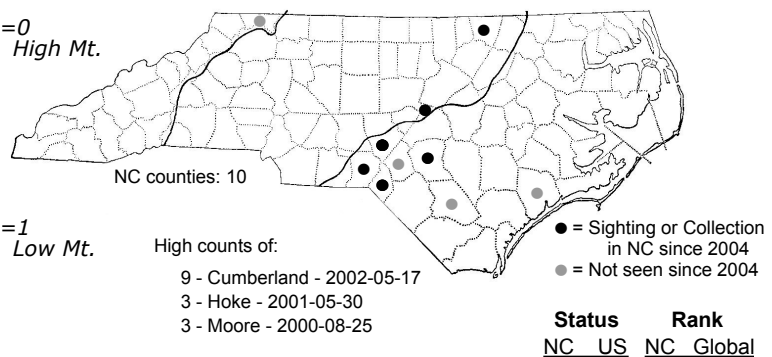 =0
High Mt.
NC counties: 10
=1
Low Mt.
High counts of:
9 - Cumberland - 2002-05-17
3 - Hoke - 2001-05-30
3 - Moore - 2000-08-25
= Sighting or Collection
in NC since 2004
= Not seen since 2004
Status Rank
NC US NC Global